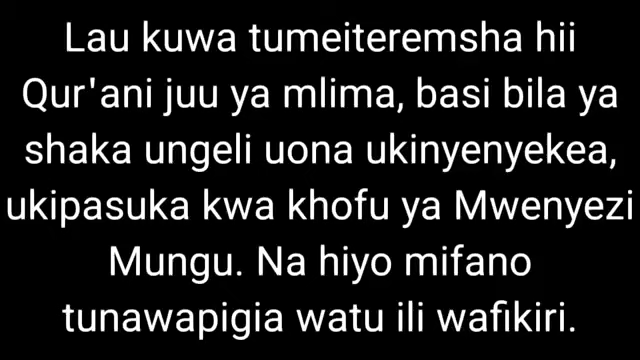 Lau kuwa tumeiteremsha hii
Qur'ani juu ya mlima, basi bila ya
shaka ungeli uona ukinyenyekea,
ukipasuka kwa khofu ya Mwenyezi
Mungu. Na hiyo mifano
tunawapigia watu ili wafikiri.